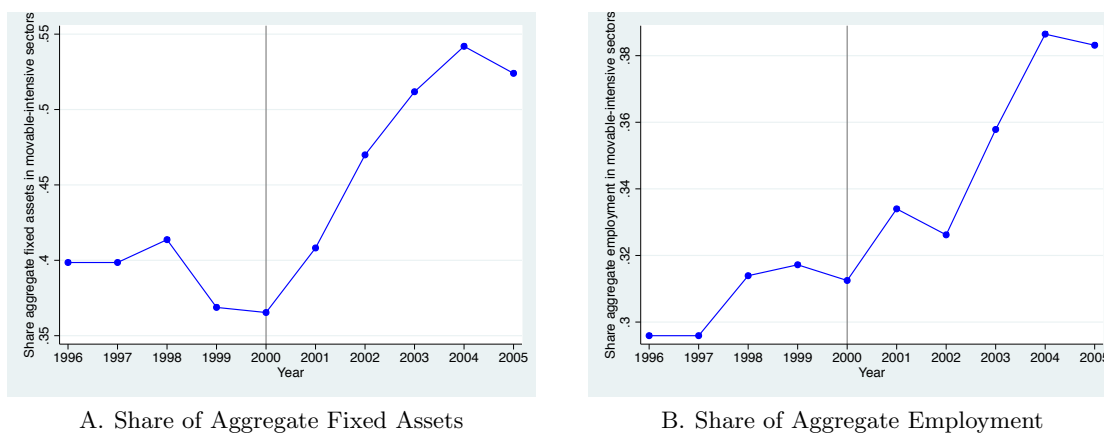 Share aggregate fixed assets in movable-intensive sectors
.55
.5
.45
.4
.35
1996 1997 1998 1999 2000 2001 2002 2003 2004 2005
Year
A. Share of Aggregate Fixed Assets
Share aggregate employment in movable-intensive sectors
.38
.36
.34
.32
.3
1996 1997 1998 1999 2000 2001 2002 2003 2004 2005
Year
B. Share of Aggregate Employment